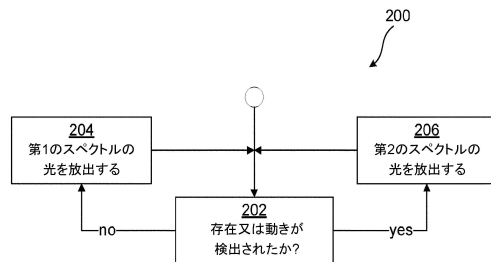 200
204
第1のスペクトルの
光を放出する
206
第2のスペクトルの
光を放出する
202
存在又は動きが
検出されたか?
no
yes